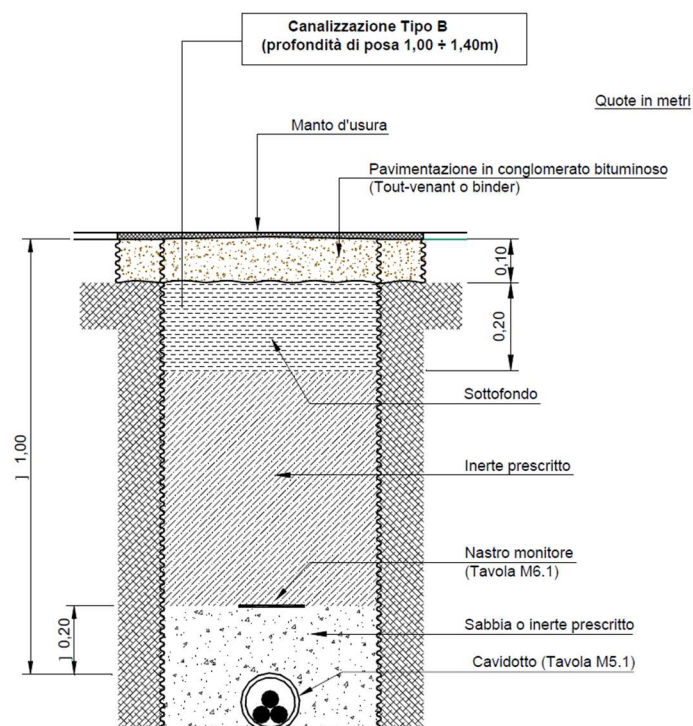 Canalizzazione Tipo B
(profondità di posa 1,00 ÷ 1,40m)
Quote in metri
Manto d'usura
Pavimentazione in conglomerato bituminoso
(Tout-venant o binder)
0,10
0,20
Sottofondo
] 1,00
Inerte prescritto
Nastro monitore
(Tavola M6.1)
] 0,20
Sabbia o inerte prescritto
Cavidotto (Tavola M5.1)